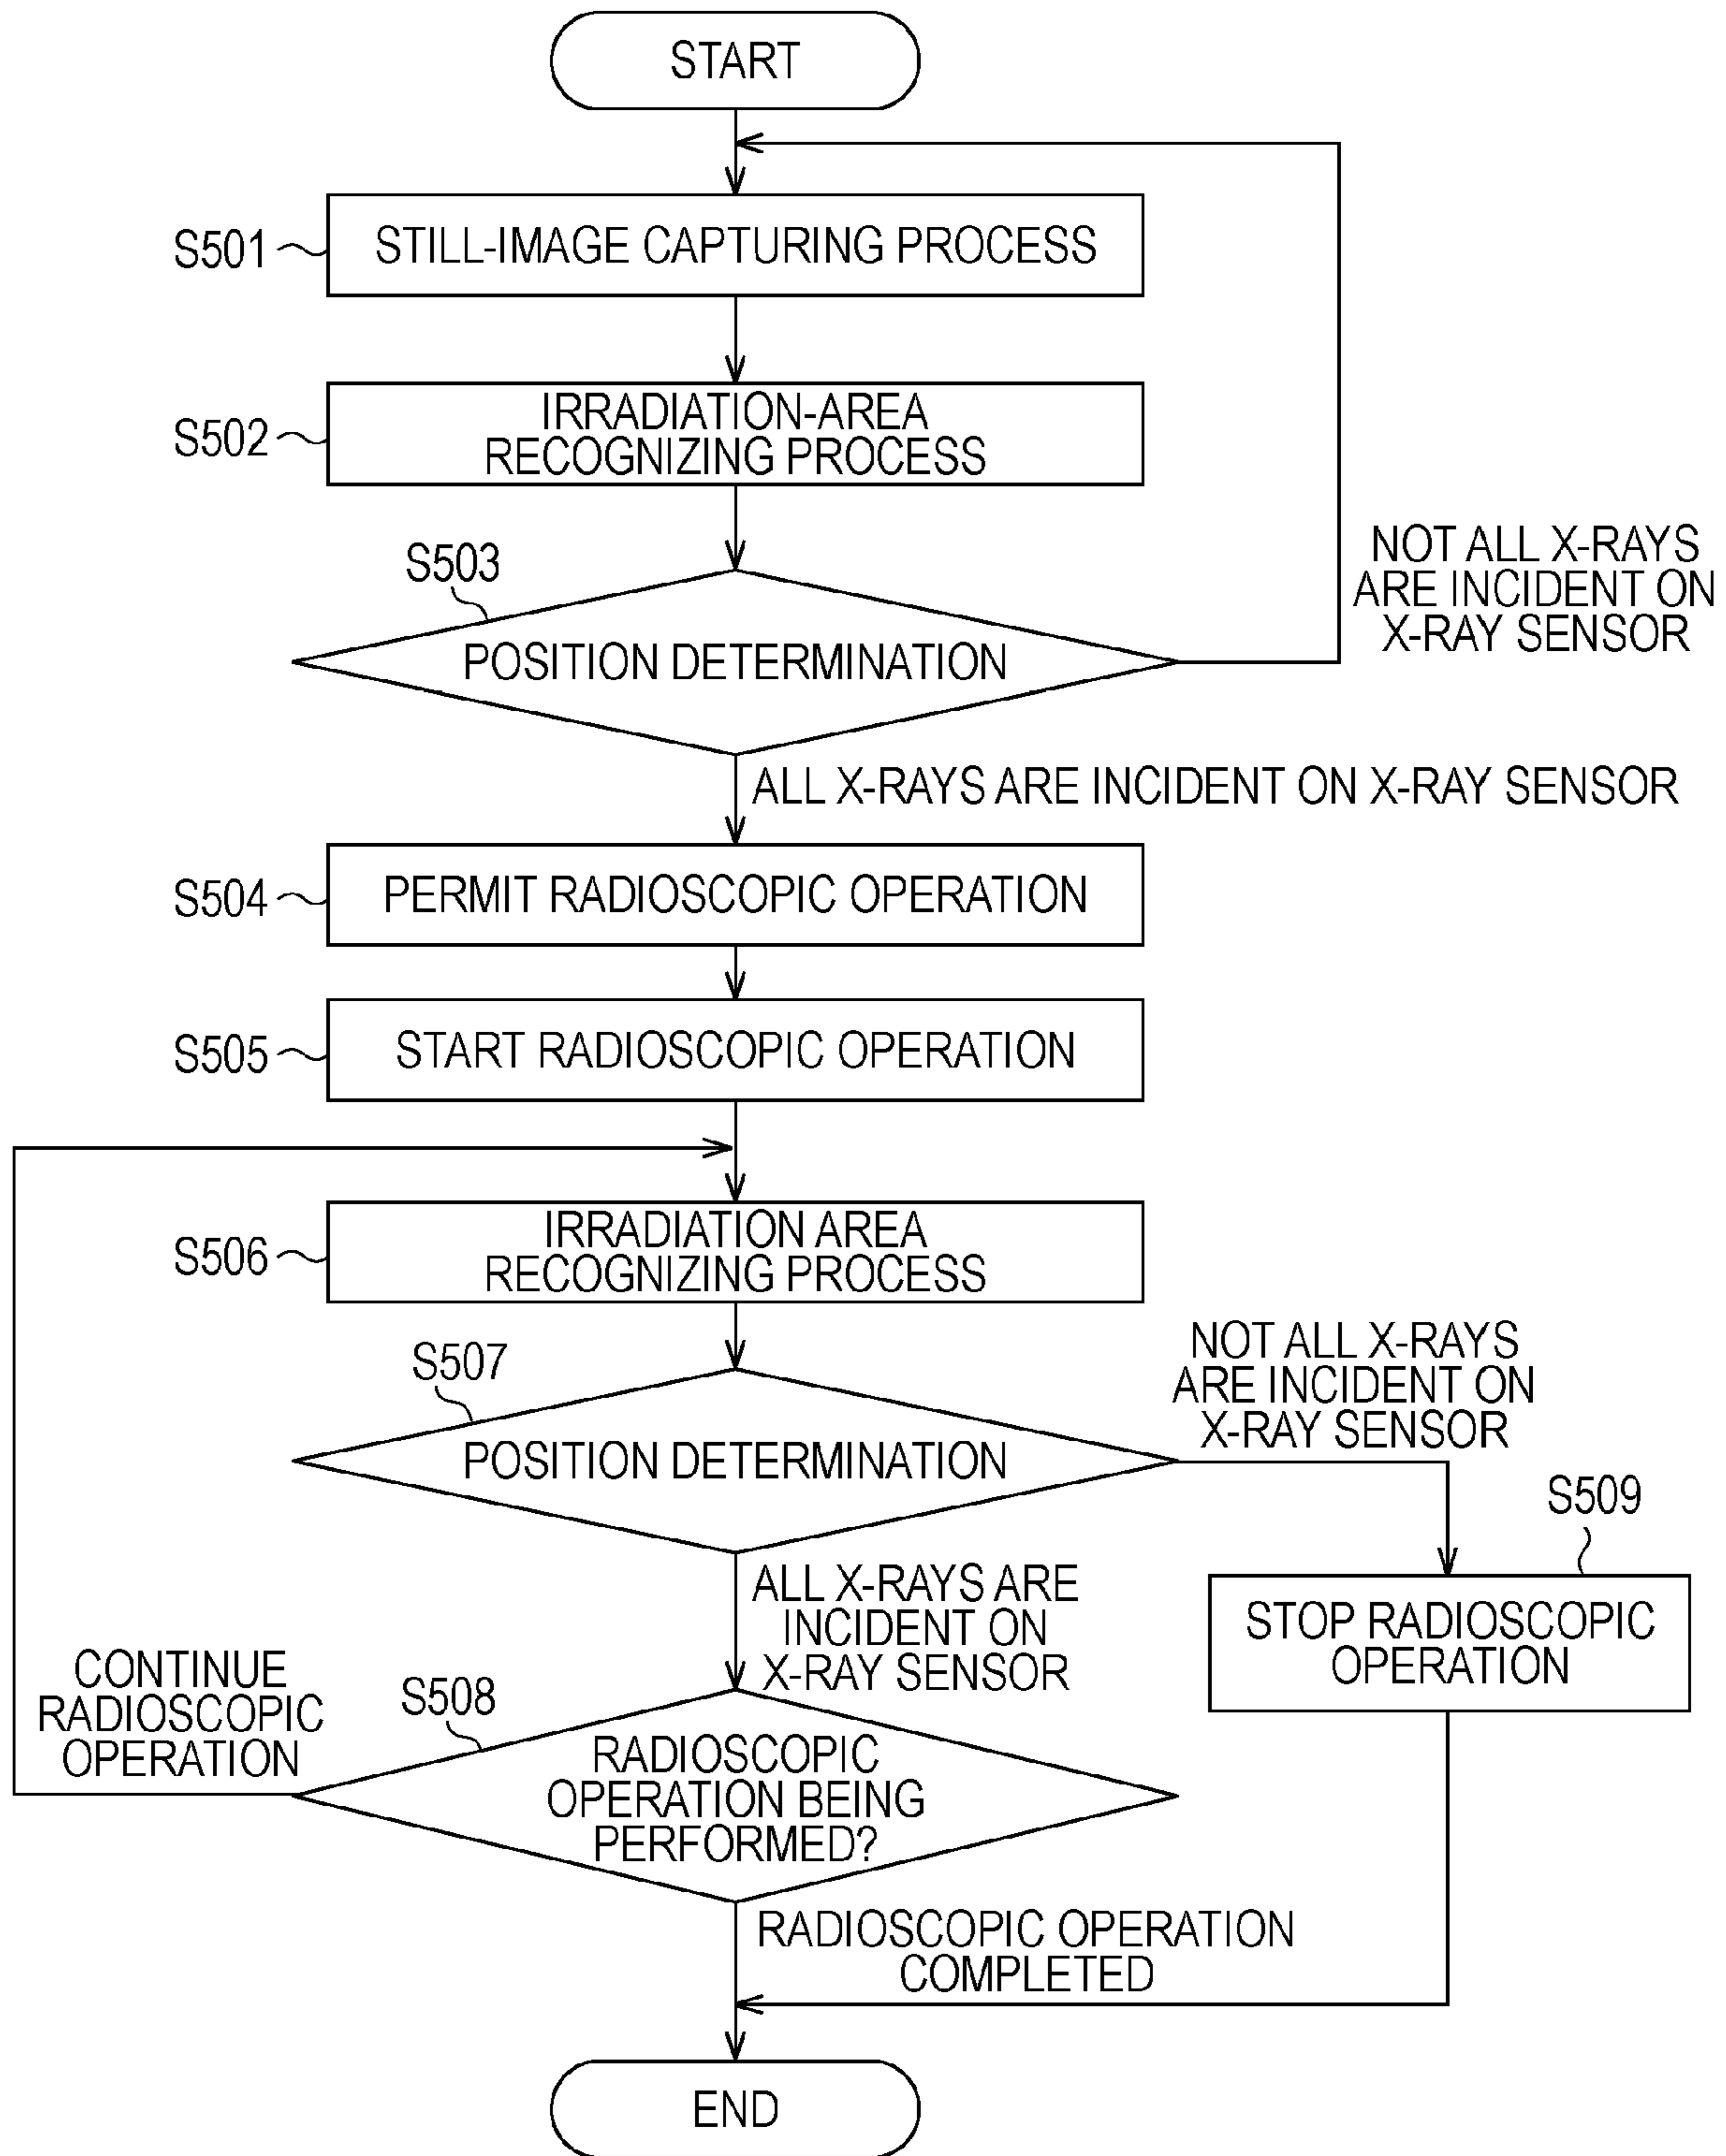 START
S501
STILL-IMAGE CAPTURING PROCESS
S502
IRRADIATION-AREA
RECOGNIZING PROCESS
S503
POSITION DETERMINATION
NOT ALL X-RAYS
ARE INCIDENT ON
X-RAY SENSOR
ALL X-RAYS ARE INCIDENT ON X-RAY SENSOR
S504
PERMIT RADIOSCOPIC OPERATION
S505
START RADIOSCOPIC OPERATION
S506
IRRADIATION AREA
RECOGNIZING PROCESS
S507
POSITION DETERMINATION
NOT ALL X-RAYS
ARE INCIDENT ON
X-RAY SENSOR
S509
STOP RADIOSCOPIC
OPERATION
ALL X-RAYS ARE
INCIDENT ON
X-RAY SENSOR
CONTINUE
RADIOSCOPIC
OPERATION
S508
RADIOSCOPIC
OPERATION BEING
PERFORMED?
RADIOSCOPIC OPERATION
COMPLETED
END